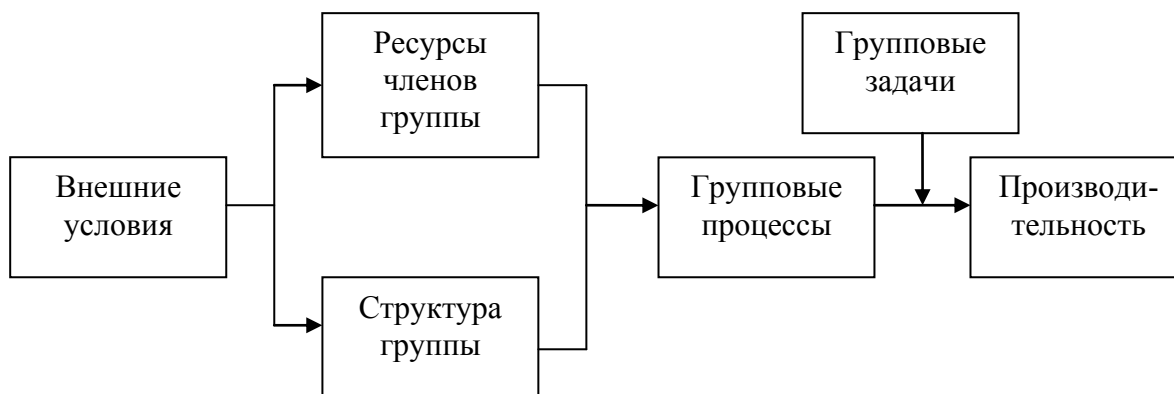 Ресурсы
членов
группы
Групповые
задачи
Внешние
условия
Групповые
процессы
Производи-
тельность
Структура
группы